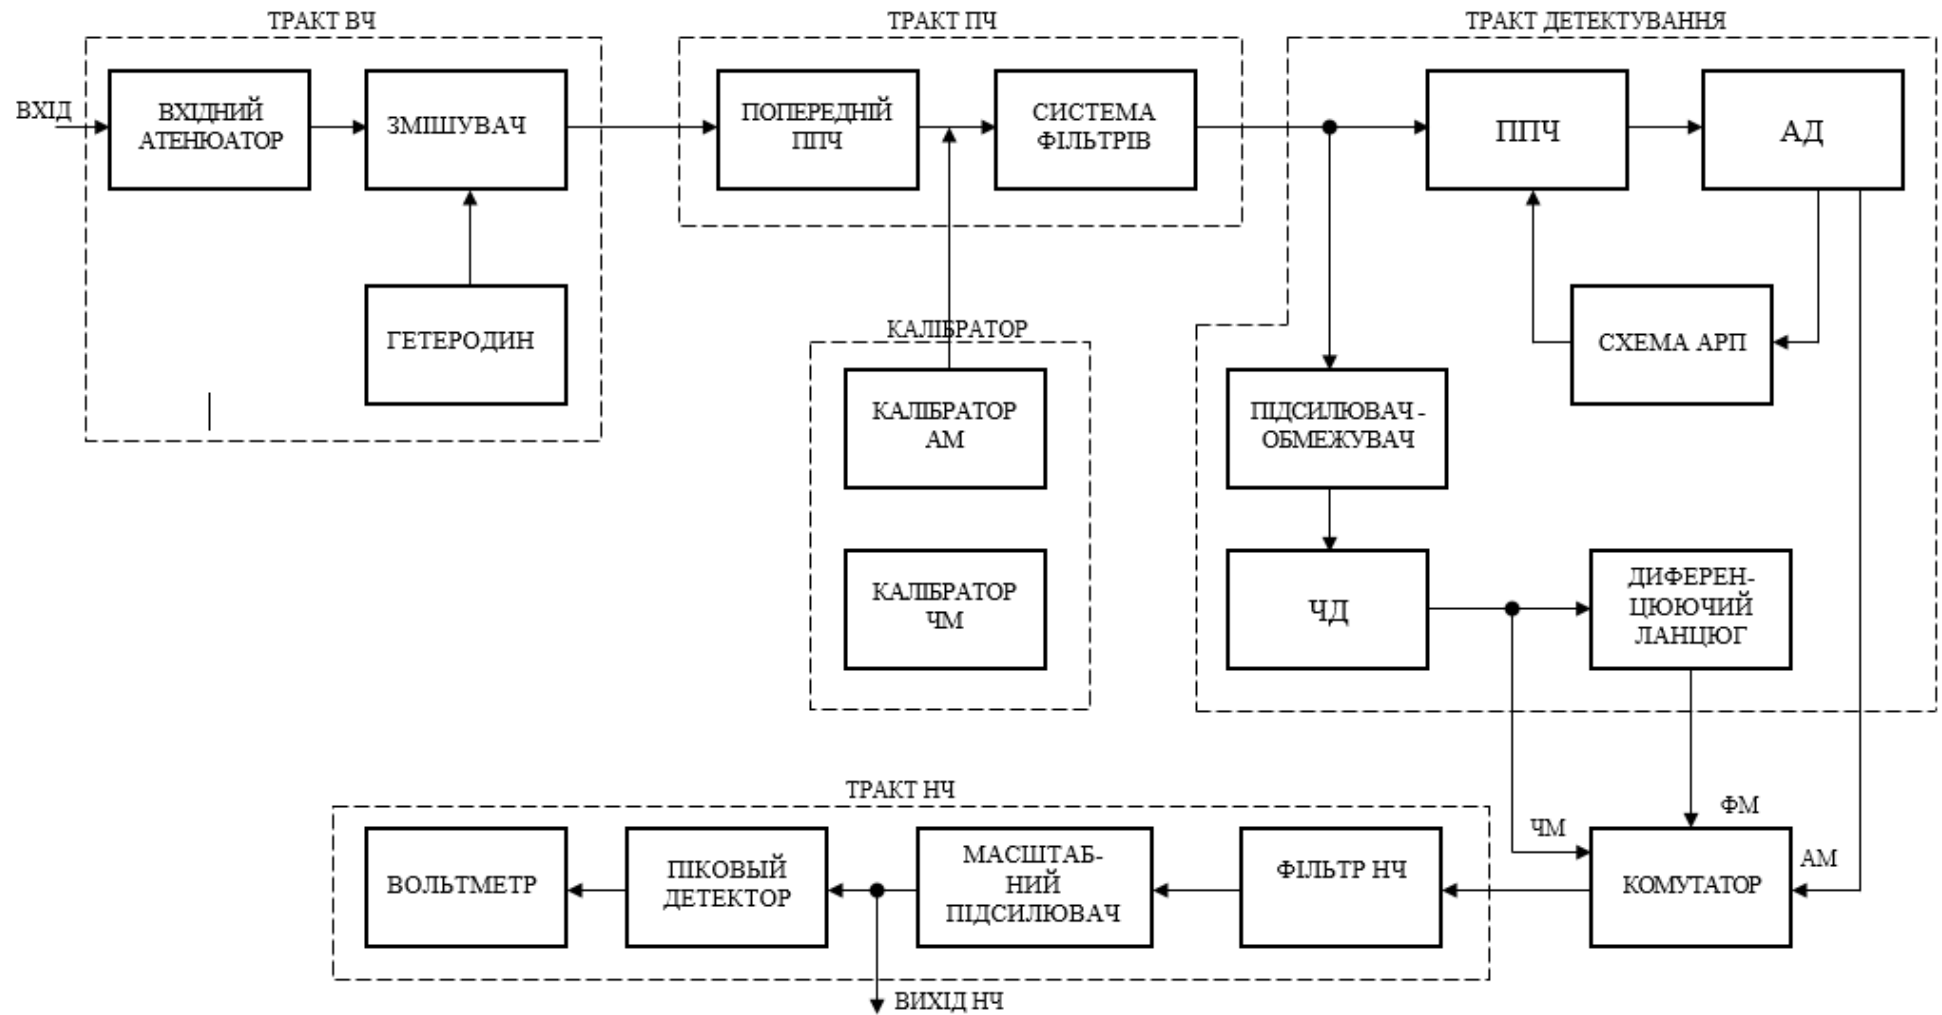 ТРАКТ ВЧ
ТРАКТ ПЧ
ТРАКТ ДЕТЕКТУВАННЯ
ВХІД
ВХІДНИЙ
АТЕНЮАТОР
ЗМІШУВАЧ
ПОПЕРЕДНІЙ
ППЧ
СИСТЕМА
ФІЛЬТРІВ
ППЧ
АД
ГЕТЕРОДИН
КАЛІБРАТОР
СХЕМА АРП
КАЛІБРАТОР
АМ
ПІДСИЛЮВАЧ -
ОБМЕЖУВАЧ
КАЛІБРАТОР
ЧМ
ЧД
ДИФЕРЕН-
ЦЮЮЧИЙ
ЛАНЦЮГ
ТРАКТ НЧ
ФМ
ЧМ
АМ
ВОЛЬТМЕТР
ПІКОВЫЙ
ДЕТЕКТОР
МАСШТАБ-
НИЙ
ПІДСИЛЮВАЧ
ФІЛЬТР НЧ
КОМУТАТОР
ВИХІД НЧ